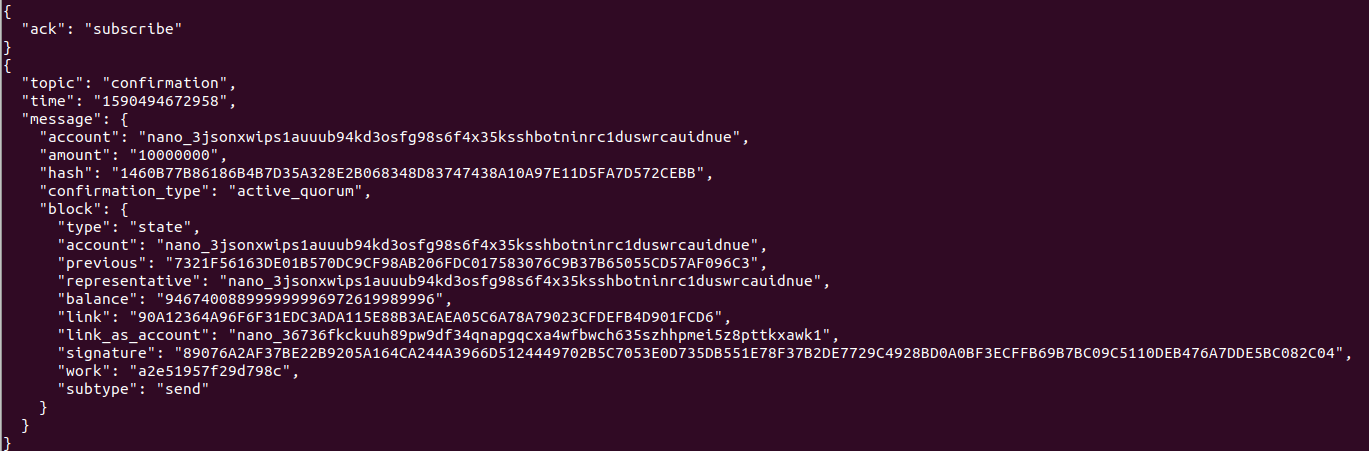 {
  "ack": "subscribe"
}
{
  "topic": "confirmation",
  "time": "1590494672958",
  "message": {
    "account": "nano_3jsonxwips1auuub94kd3osfg98s6f4x35ksshbotninrc1duswrcauidnue",
    "amount": "10000000",
    "hash": "1460B77B86186B4B7D35A328E2B068348D83747438A10A97E11D5FA7D572CEBB",
    "confirmation_type": "active_quorum",
    "block": {
      "type": "state",
      "account": "nano_3jsonxwips1auuub94kd3osfg98s6f4x35ksshbotninrc1duswrcauidnue",
      "previous": "7321F56163DE01B570DC9CF98AB206FDC017583076C9B37B65055CD57AF096C3",
      "representative": "nano_3jsonxwips1auuub94kd3osfg98s6f4x35ksshbotninrc1duswrcauidnue",
      "balance": "946740088999999996972619989996",
      "link": "90A12364A96F6F31EDC3ADA115E88B3AEAEA05C6A78A79023CFDEFB4D901FCD6",
      "link_as_account": "nano_36736fkckuuh89pw9df34qnapgqcxa4wfbwch635szhhpmei5z8pttkxawk1",
      "signature": "89076A2AF37BE22B9205A164CA244A3966D5124449702B5C7053E0D735DB551E78F37B2DE7729C4928BD0A0BF3ECFFB69B7BC09C5110DEB476A7DDE5BC082C04",
      "work": "a2e51957f29d798c",
      "subtype": "send"
    }
  }
}